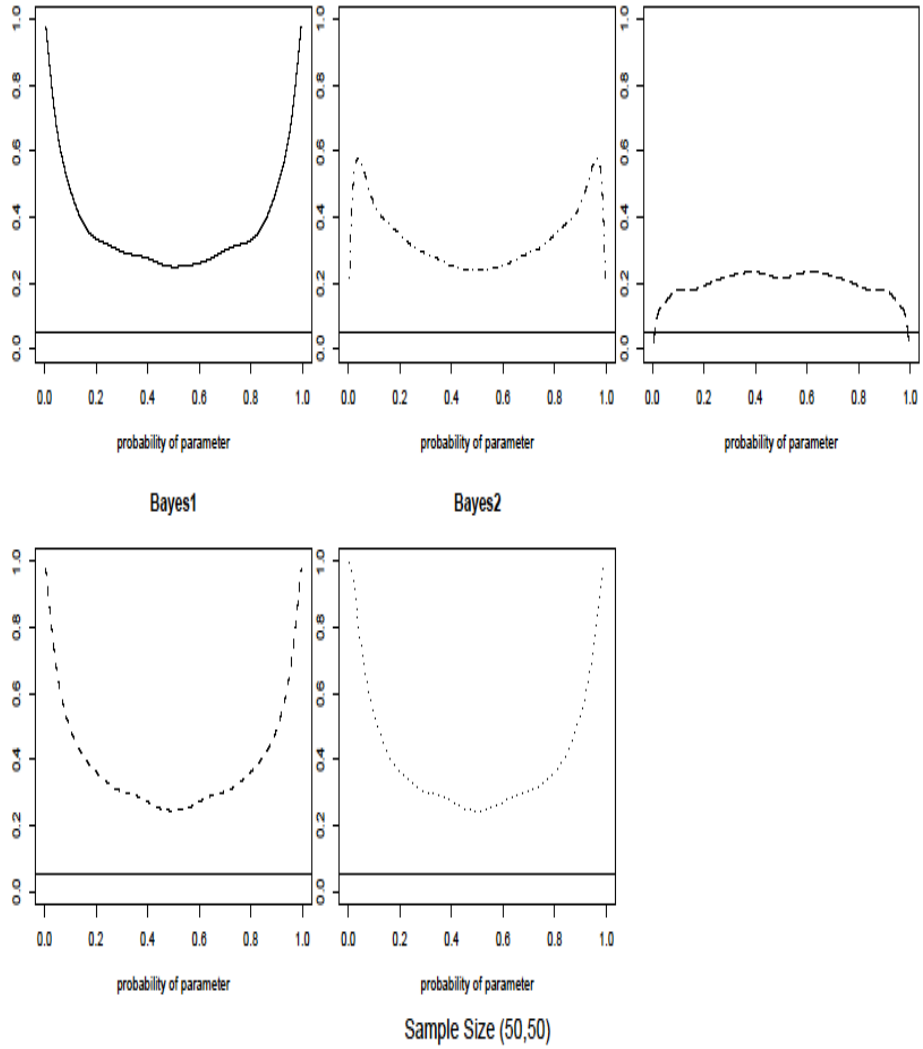 1.0 1.0 1.0
0.8 0.8 0.8
0.6 0.6 0.6
0.4 0.4 0.4
0.2 0.2 0.2
0.0 0.0 0.0
0.0 0.2 0.4 0.6 0.8 1.0 0.0 0.2 0.4 0.6 0.8 1.0 0.0 0.2 0.4 0.6 0.8 1.0
probability of parameter probability of parameter probability of parameter
Bayes1 Bayes2
1.0 1.0
0.8 0.8
0.6 0.6
0.4 0.4
0.2 0.2
0.0 0.0
0.0 0.2 0.4 0.6 0.8 1.0 0.0 0.2 0.4 0.6 0.8 1.0
probability of parameter probability of parameter
Sample Size (50,50)